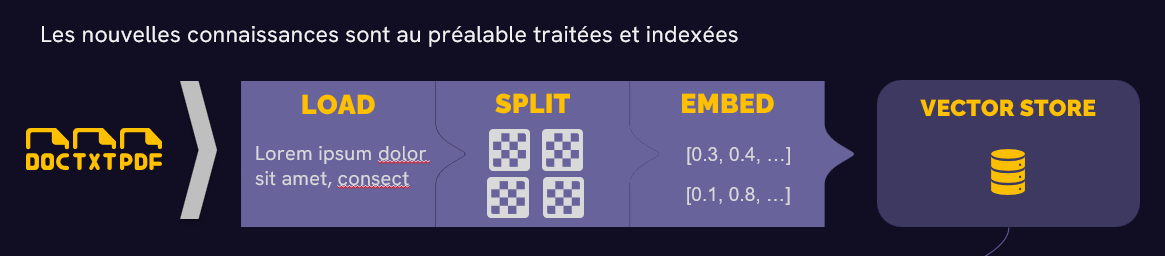 Les nouvelles connaissances sont au préalable traitées et indexées
DOC TXT PDF
LOAD
Lorem ipsum dolor
sit amet, consect
SPLIT
EMBED
[0.3, 0.4, ...]
[0.1, 0.8, ...]
VECTOR STORE